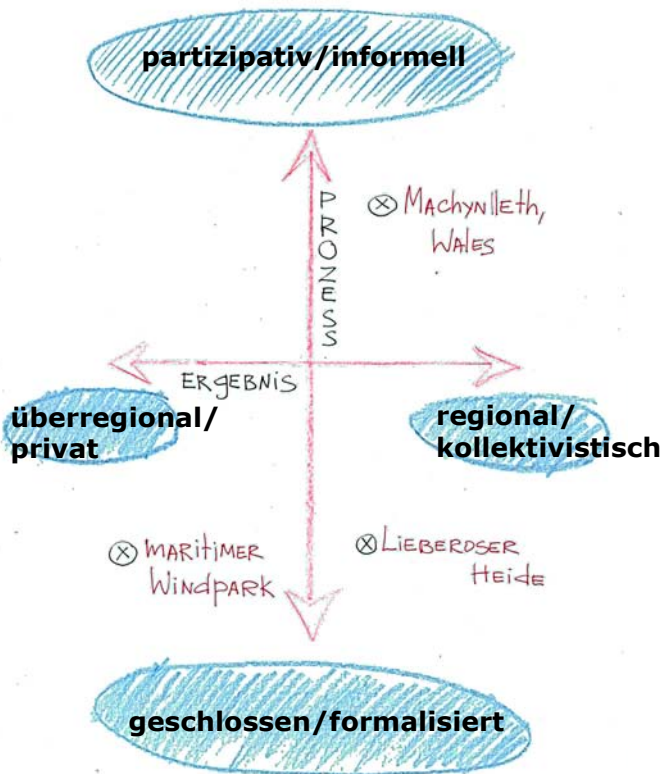 partizipativ/informell
PROZESS
Machynlleth,
Wales
ERgEBNiS
überregional/
privat
regional/
kollektivistisch
MARitiMER
WiNdpARK
LiEBEROSER
HEidE
geschlossen/formalisiert